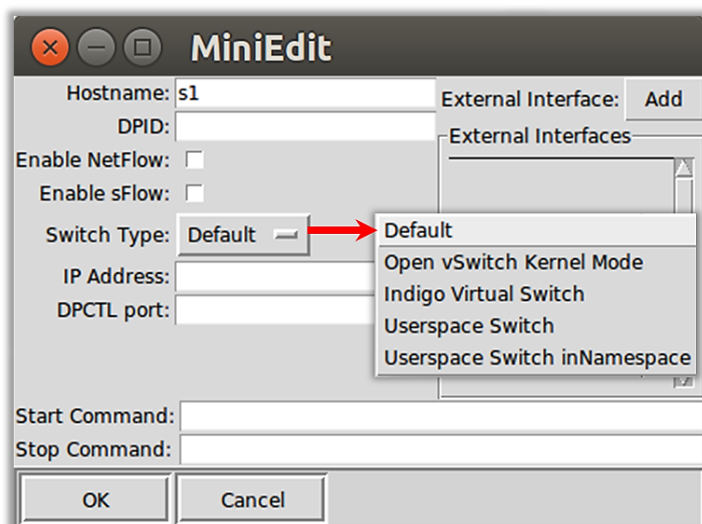 MiniEdit
Hostname: s1
External Interface: Add
DPID:
External Interfaces
Enable NetFlow:
Enable sFlow:
Switch Type: Default
Default
Open vSwitch Kernel Mode
Indigo Virtual Switch
Userspace Switch
Userspace Switch inNamespace
IP Address:
DPCTL port:
Start Command:
Stop Command:
OK Cancel